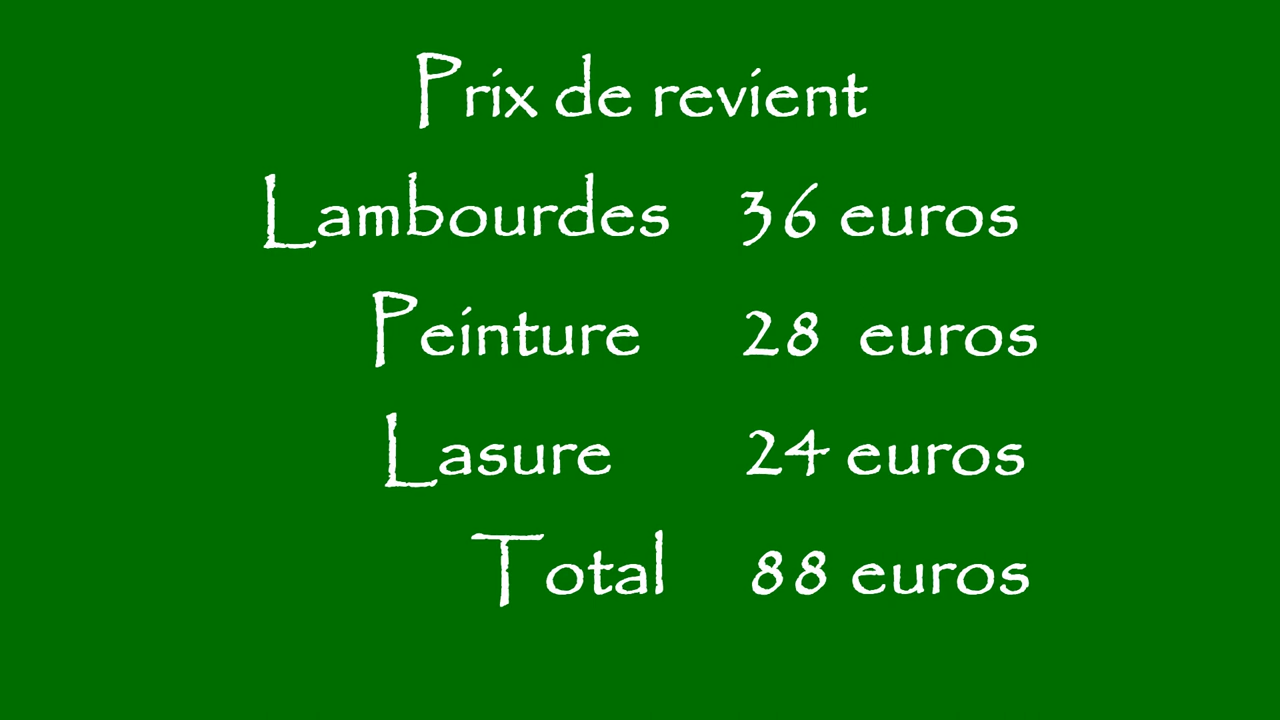 Prix de revient
Lambourdes 36 euros
Peinture 28 euros
Lasure 24 euros
Total 88 euros